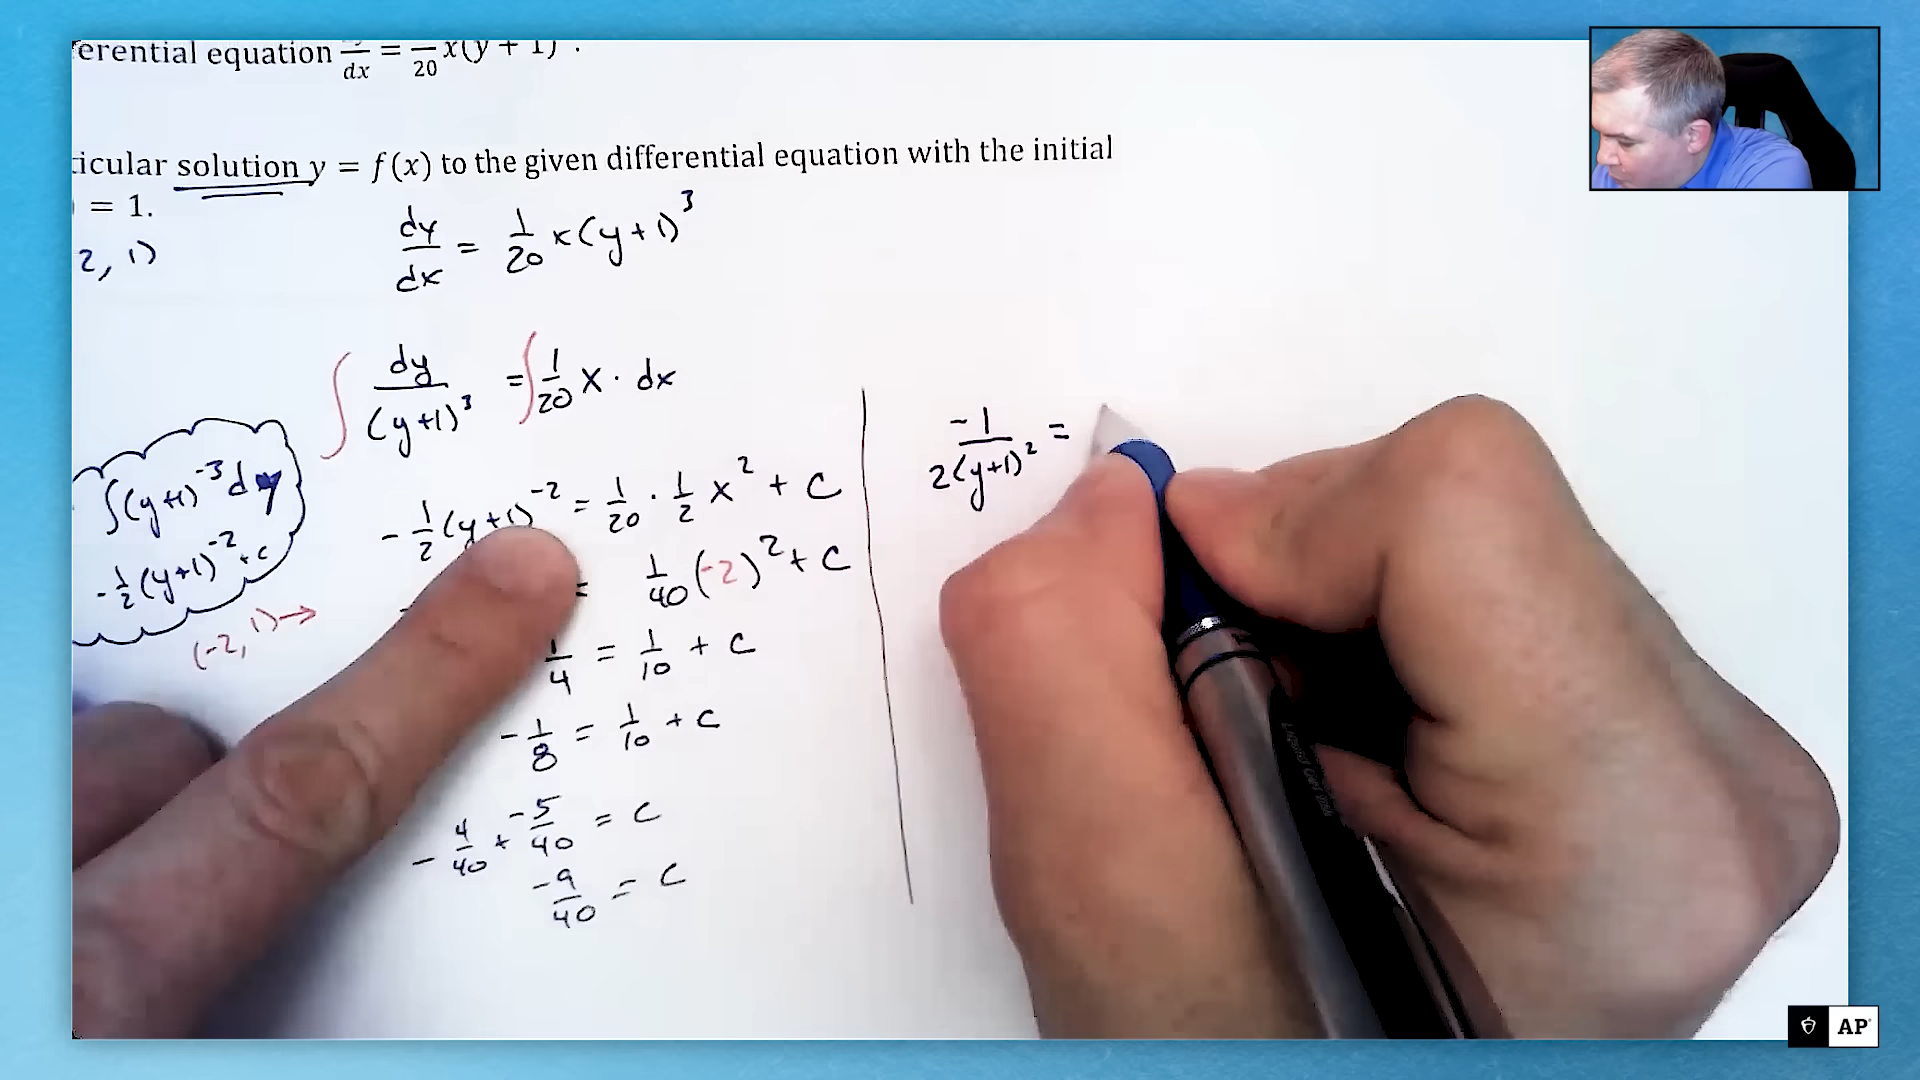 erential equation dy/dx = 1/20 x(y + 1)³.
ticular solution y = f(x) to the given differential equation with the initial
) = 1.
2, 1)
dy/dx = 1/20 x(y+1)³
∫ dy/(y+1)³ = ∫ 1/20 x · dx
∫(y+1)⁻³ dy
-1/2 (y+1)⁻² + c
(-2, 1) →
-1/2 (y+1)⁻² = 1/20 · 1/2 x² + C
= 1/40 (-2)² + C
1/4 = 1/10 + C
-1/8 = 1/10 + C
-4/40 + -5/40 = C
-9/40 = C
-1/2(y+1)² =
AP